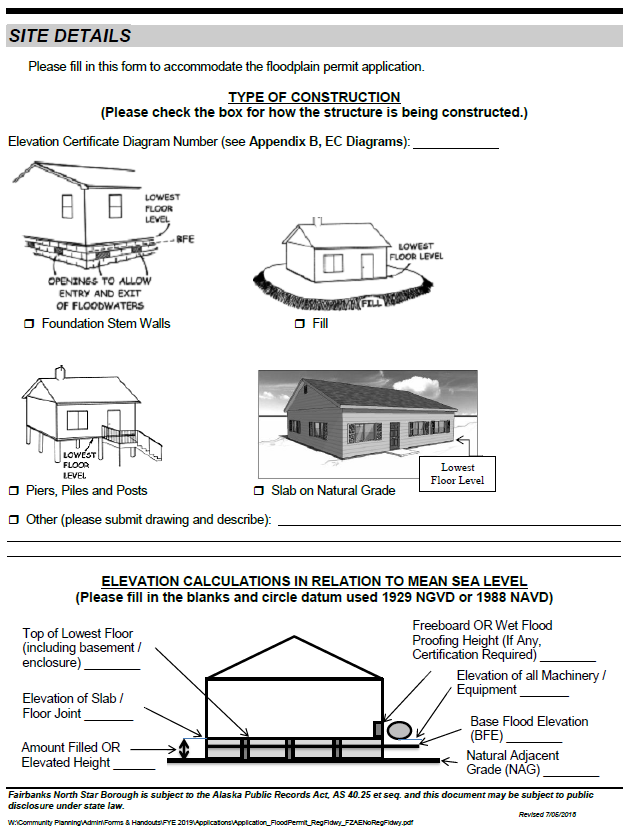 SITE DETAILS
Please fill in this form to accommodate the floodplain permit application.
TYPE OF CONSTRUCTION
(Please check the box for how the structure is being constructed.)
Elevation Certificate Diagram Number (see Appendix B, EC Diagrams): ____________
LOWEST
FLOOR
LEVEL
BFE
OPENINGS TO ALLOW
ENTRY AND EXIT
OF FLOODWATERS
❒ Foundation Stem Walls
LOWEST
FLOOR LEVEL
FILL
❒ Fill
LOWEST
FLOOR
LEVEL
❒ Piers, Piles and Posts
Lowest
Floor Level
❒ Slab on Natural Grade
❒ Other (please submit drawing and describe): ____________
ELEVATION CALCULATIONS IN RELATION TO MEAN SEA LEVEL
(Please fill in the blanks and circle datum used 1929 NGVD or 1988 NAVD)
Top of Lowest Floor
(including basement /
enclosure) ________
Elevation of Slab /
Floor Joint _______
Amount Filled OR
Elevated Height ______
Freeboard OR Wet Flood
Proofing Height (If Any,
Certification Required) ________
Elevation of all Machinery /
Equipment _______
Base Flood Elevation
(BFE) ________
Natural Adjacent
Grade (NAG) ________
Fairbanks North Star Borough is subject to the Alaska Public Records Act, AS 40.25 et seq. and this document may be subject to public
disclosure under state law.
Revised 7/05/2018
W:\Community Planning\Admin\Forms & Handouts\FYE 2019\Applications\Application_FloodPermit_RegFldwy_FZAENoRegFldwy.pdf